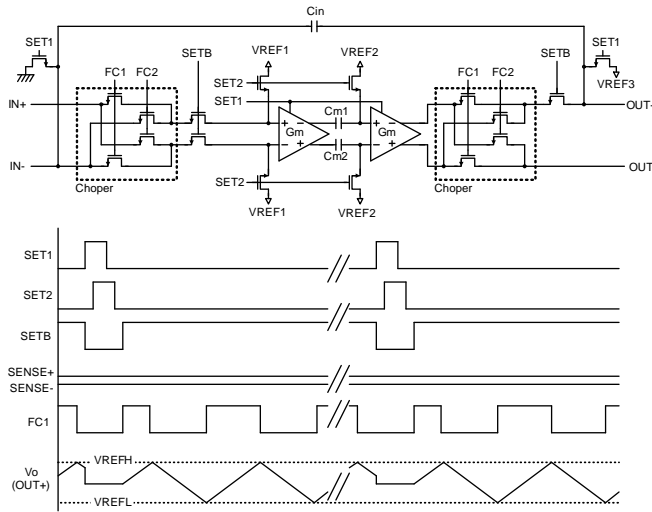 Cin
SET1
FC1 FC2 SETB VREF1 VREF2 FC1 FC2 SETB SET1
SET2
SET1
VREF3
IN+ + − Cm1 + − OUT+
Gm Gm
IN- − + Cm2 − + OUT
Choper SET2 Choper
VREF1 VREF2
SET1
SET2
SETB
SENSE+
SENSE-
FC1
VREFH
Vo
(OUT+)
VREFL